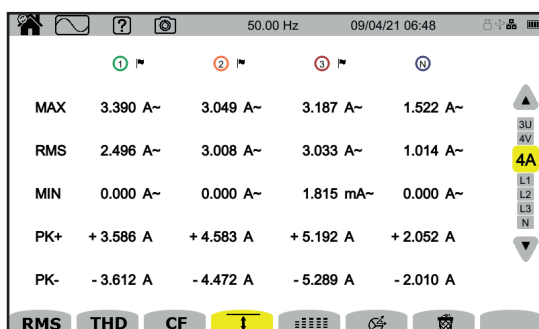 ? 50.00 Hz 09/04/21 06:48
1 2 3 N
MAX 3.390 A~ 3.049 A~ 3.187 A~ 1.522 A~
3U
4V
RMS 2.496 A~ 3.008 A~ 3.033 A~ 1.014 A~
4A
L1
MIN 0.000 A~ 0.000 A~ 1.815 mA~ 0.000 A~
L2
L3
N
PK+ + 3.586 A + 4.583 A + 5.192 A + 2.052 A
PK- - 3.612 A - 4.472 A - 5.289 A - 2.010 A
RMS THD CF